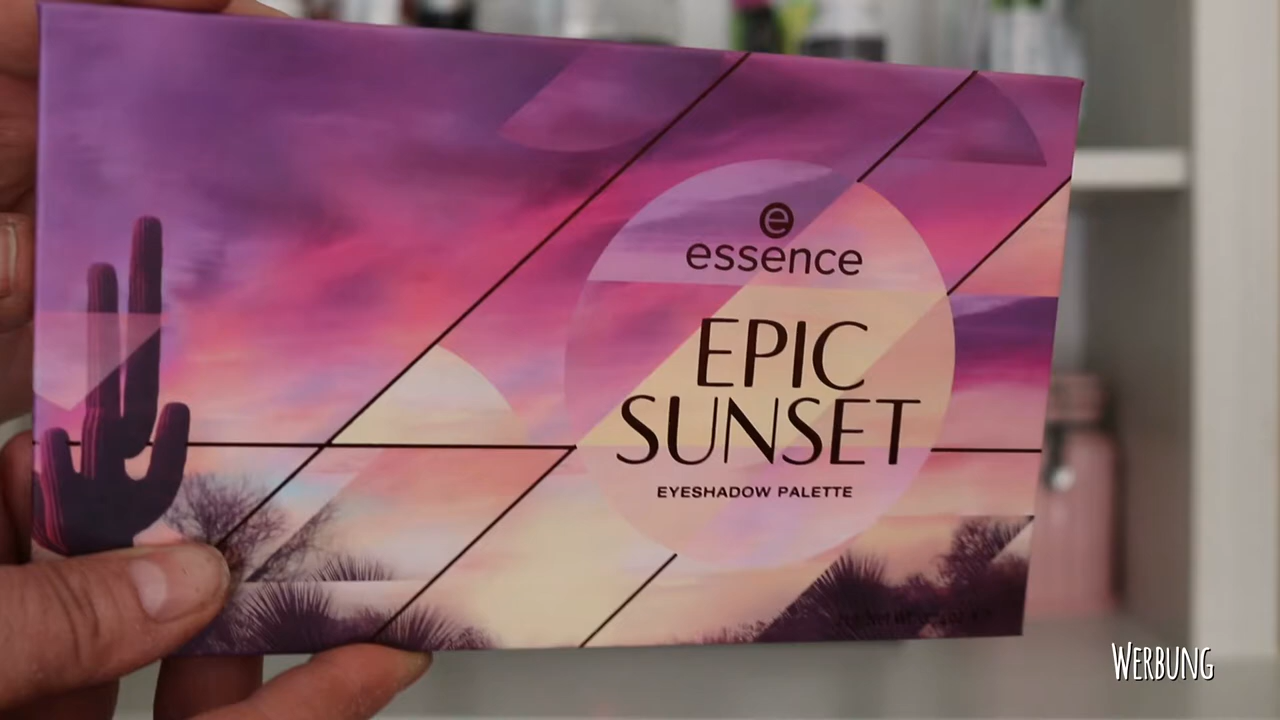 e
essence
EPIC
SUNSET
EYESHADOW PALETTE
WERBUNG